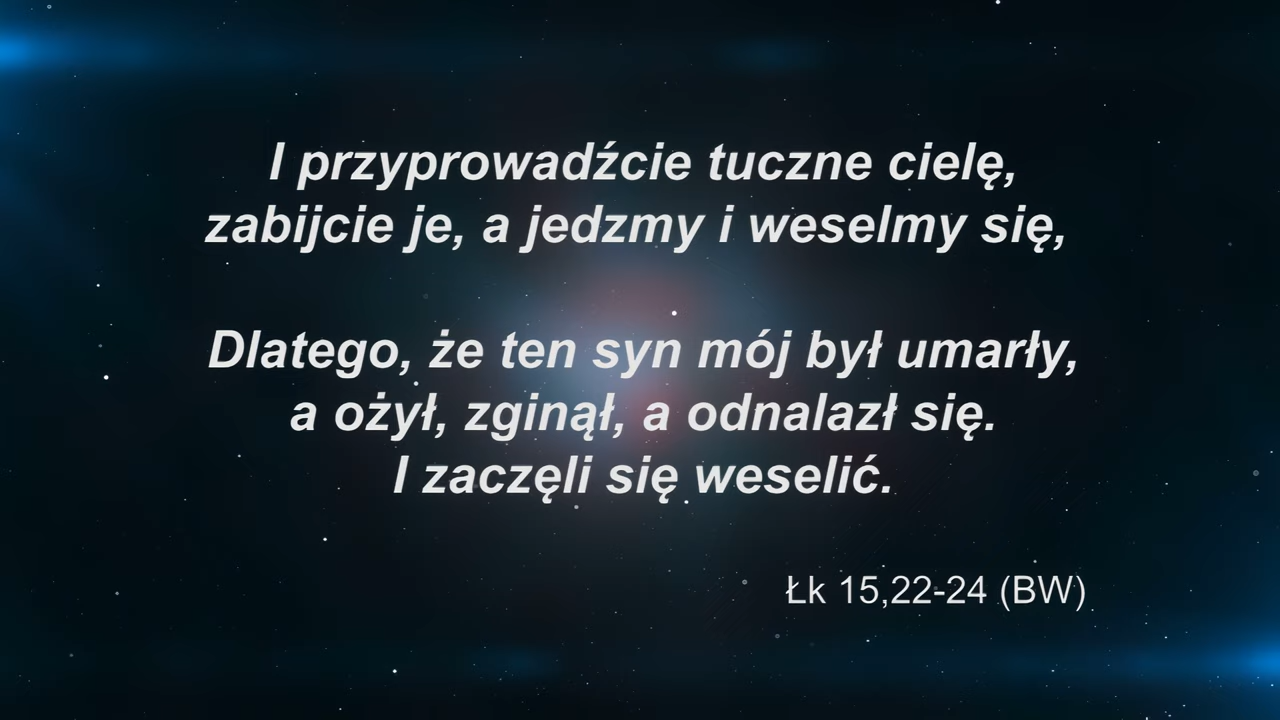 I przyprowadźcie tuczne cielę,
zabijcie je, a jedzmy i weselmy się,
Dlatego, że ten syn mój był umarły,
a ożył, zginął, a odnalazł się.
I zaczęli się weselić.
Łk 15,22-24 (BW)